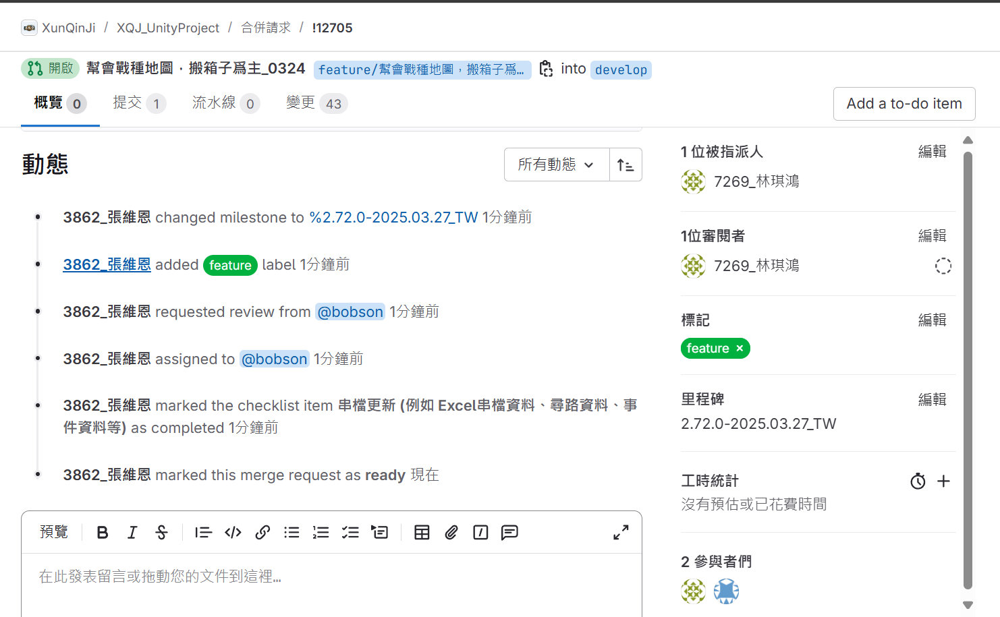 XunQinJi / XQJ_UnityProject / 合併請求 / !12705
開啟 幫會戰種地圖，搬箱子爲主_0324 feature/幫會戰種地圖，搬箱子爲… into develop
概覽 0 提交 1 流水線 0 變更 43 Add a to-do item
動態 所有動態
3862_張維恩 changed milestone to %2.72.0-2025.03.27_TW 1分鐘前
3862_張維恩 added feature label 1分鐘前
3862_張維恩 requested review from @bobson 1分鐘前
3862_張維恩 assigned to @bobson 1分鐘前
3862_張維恩 marked the checklist item 串檔更新 (例如 Excel串檔資料、尋路資料、事
件資料等) as completed 1分鐘前
3862_張維恩 marked this merge request as ready 現在
預覽
在此發表留言或拖動您的文件到這裡…
1 位被指派人 編輯
7269_林琪鴻
1位審閱者 編輯
7269_林琪鴻
標記 編輯
feature ×
里程碑 編輯
2.72.0-2025.03.27_TW
工時統計
沒有預估或已花費時間
2 參與者們